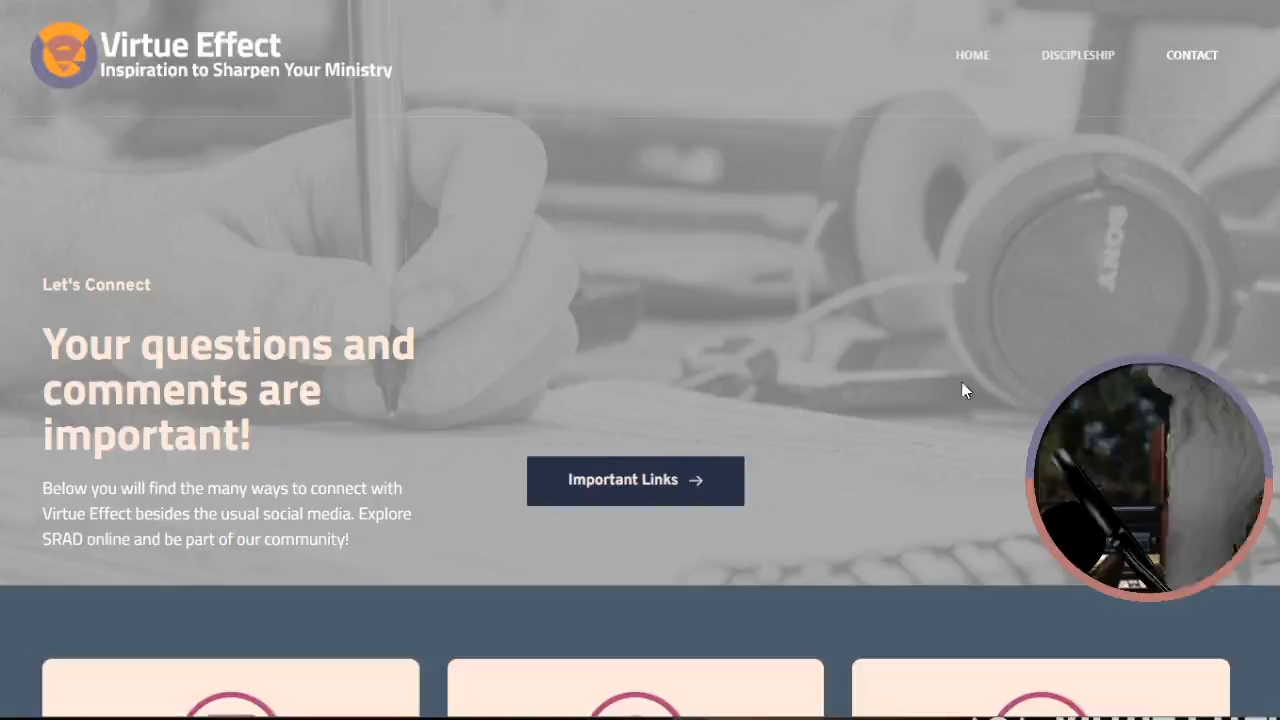 Virtue Effect
Inspiration to Sharpen Your Ministry
HOME
DISCIPLESHIP
CONTACT
SONY
Let's Connect
Your questions and
comments are
important!
Below you will find the many ways to connect with
Virtue Effect besides the usual social media. Explore
SRAD online and be part of our community!
Important Links